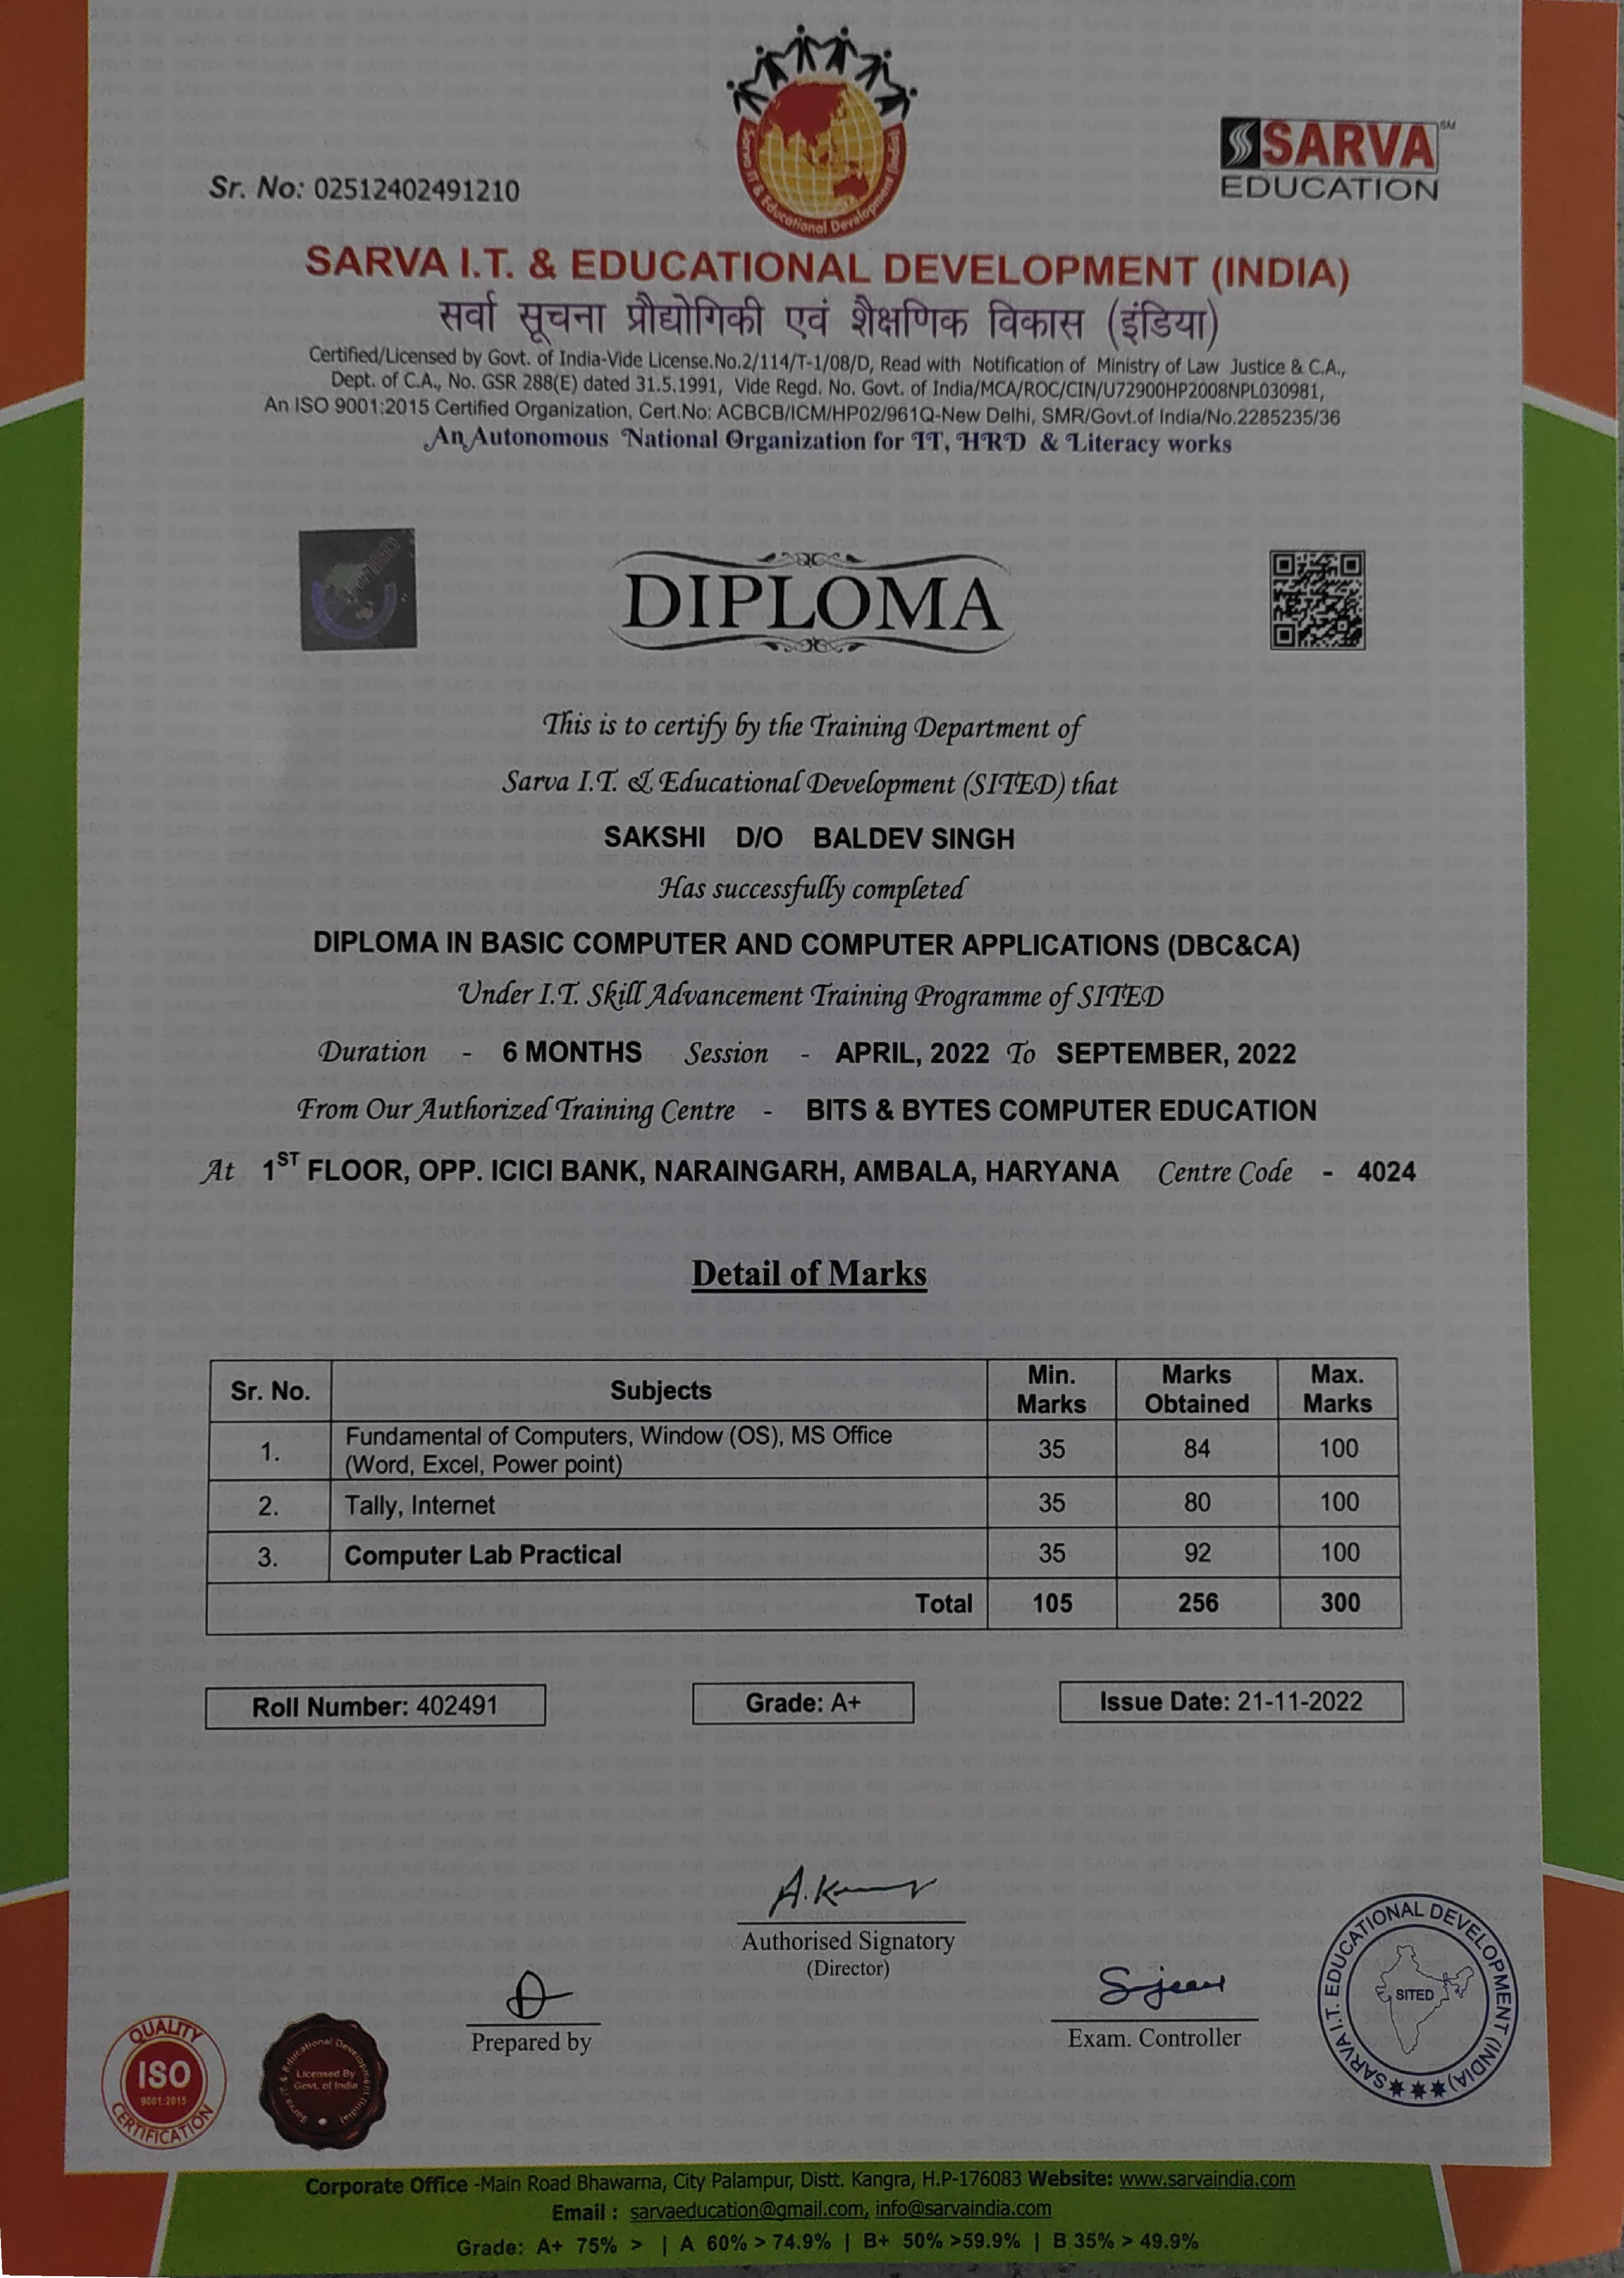 Sarva IT & Educational Development (India)
SARVA SM
EDUCATION
Sr. No: 02512402491210
SARVA I.T. & EDUCATIONAL DEVELOPMENT (INDIA)
सर्वा सूचना प्रौद्योगिकी एवं शैक्षणिक विकास (इंडिया)
Certified/Licensed by Govt. of India-Vide License.No.2/114/T-1/08/D, Read with Notification of Ministry of Law Justice & C.A.,
Dept. of C.A., No. GSR 288(E) dated 31.5.1991, Vide Regd. No. Govt. of India/MCA/ROC/CIN/U72900HP2008NPL030981,
An ISO 9001:2015 Certified Organization, Cert.No: ACBCB/ICM/HP02/961Q-New Delhi, SMR/Govt.of India/No.2285235/36
An Autonomous National Organization for IT, HRD & Literacy works
DIPLOMA
This is to certify by the Training Department of
Sarva I.T. & Educational Development (SITED) that
SAKSHI D/O BALDEV SINGH
Has successfully completed
DIPLOMA IN BASIC COMPUTER AND COMPUTER APPLICATIONS (DBC&CA)
Under I.T. Skill Advancement Training Programme of SITED
Duration - 6 MONTHS Session - APRIL, 2022 To SEPTEMBER, 2022
From Our Authorized Training Centre - BITS & BYTES COMPUTER EDUCATION
At 1ST FLOOR, OPP. ICICI BANK, NARAINGARH, AMBALA, HARYANA Centre Code - 4024
Detail of Marks
Sr. No. Subjects Min. Marks Marks Obtained Max. Marks
1. Fundamental of Computers, Window (OS), MS Office (Word, Excel, Power point) 35 84 100
2. Tally, Internet 35 80 100
3. Computer Lab Practical 35 92 100
Total 105 256 300
Roll Number: 402491 Grade: A+ Issue Date: 21-11-2022
A.Kumar
Authorised Signatory
(Director)
Prepared by
Exam. Controller
SARVA I.T. EDUCATIONAL DEVELOPMENT (INDIA)
SITED
QUALITY
ISO
9001:2015
CERTIFICATION
Sarva IT & Educational Development (India)
Licensed By
Govt. of India
Corporate Office -Main Road Bhawarna, City Palampur, Distt. Kangra, H.P-176083 Website: www.sarvaindia.com
Email : sarvaeducation@gmail.com, info@sarvaindia.com
Grade: A+ 75% > | A 60% > 74.9% | B+ 50% >59.9% | B 35% > 49.9%